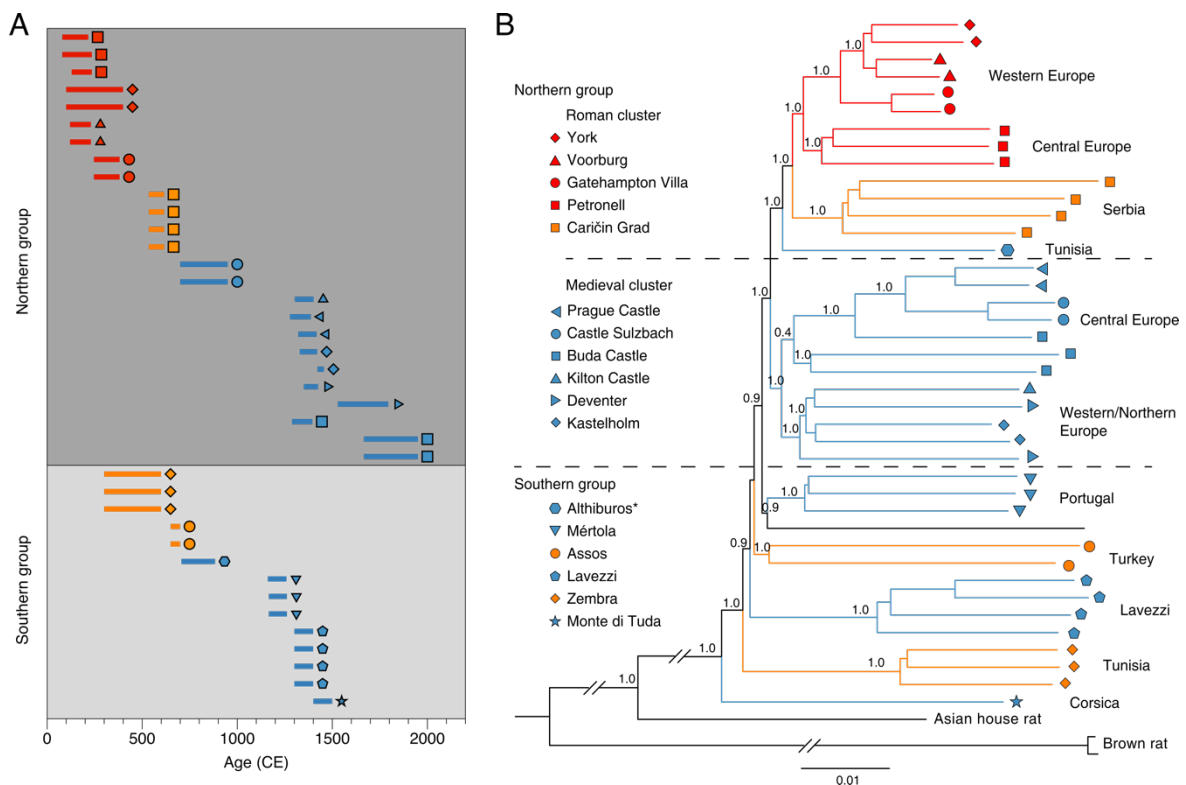 A
Northern group
Southern group
0
500
1000
1500
2000
Age (CE)
B
Northern group
Roman cluster
York
Voorburg
Gatehampton Villa
Petronell
Caričin Grad
Medieval cluster
Prague Castle
Castle Sulzbach
Buda Castle
Kilton Castle
Deventer
Kastelholm
Southern group
Althiburos*
Mértola
Assos
Lavezzi
Zembra
Monte di Tuda
1.0
1.0
1.0
1.0
1.0
1.0
1.0
1.0
1.0
1.0
0.4
1.0
1.0
1.0
1.0
0.9
1.0
0.9
0.9
1.0
1.0
1.0
1.0
1.0
1.0
Western Europe
Central Europe
Serbia
Tunisia
Central Europe
Western/Northern
Europe
Portugal
Turkey
Lavezzi
Tunisia
Corsica
Asian house rat
Brown rat
0.01